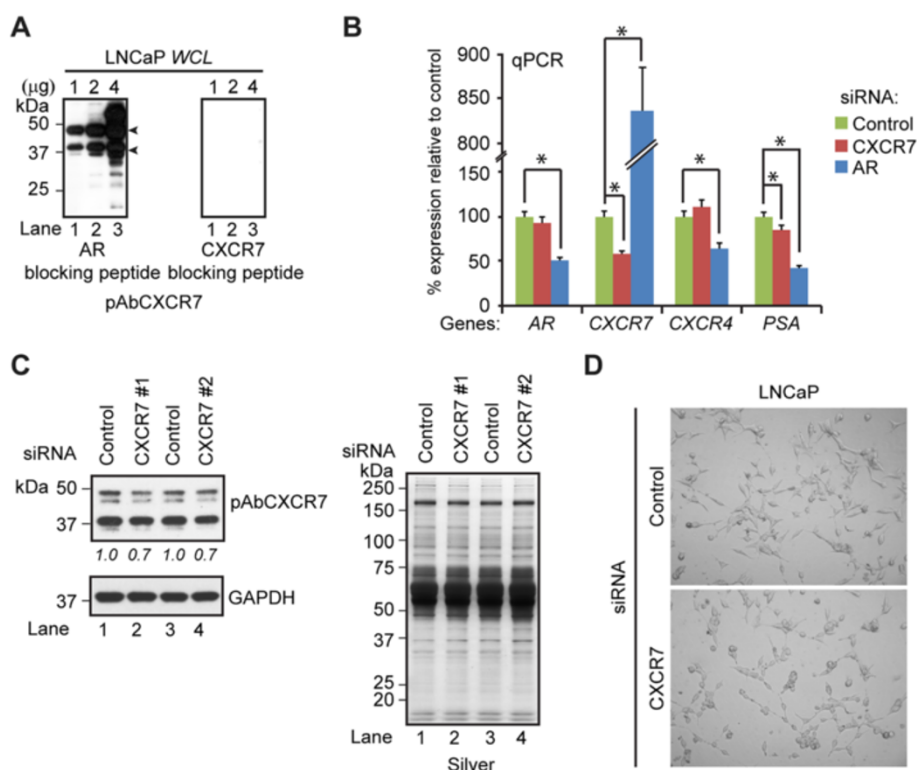 A
LNCaP WCL
(μg) 1 2 4 1 2 4
kDa
50
37
25
Lane 1 2 3 1 2 3
AR CXCR7
blocking peptide blocking peptide
pAbCXCR7
B
qPCR
% expression relative to control
900
850
800
150
100
50
0
* * * * * *
Genes: AR CXCR7 CXCR4 PSA
siRNA:
Control
CXCR7
AR
C
siRNA Control CXCR7 #1 Control CXCR7 #2
kDa 50
37
pAbCXCR7
1.0 0.7 1.0 0.7
37
GAPDH
Lane 1 2 3 4
siRNA Control CXCR7 #1 Control CXCR7 #2
kDa
250
150
100
75
50
37
25
20
Lane 1 2 3 4
Silver
D
LNCaP
siRNA
Control
CXCR7